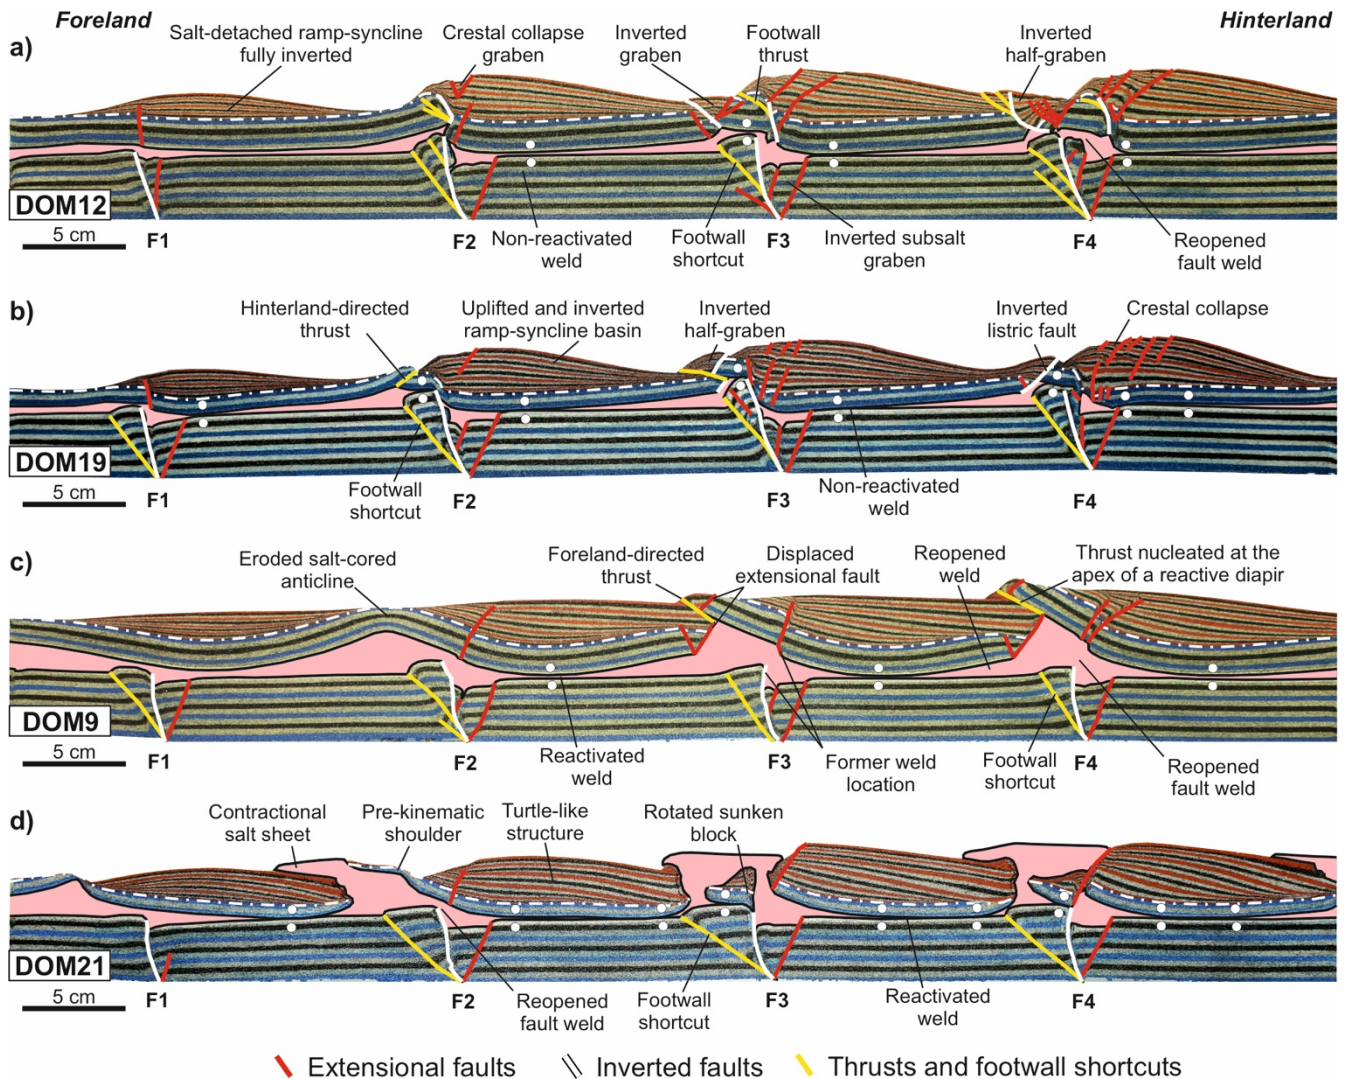 Foreland
Hinterland
a)
Salt-detached ramp-syncline
fully inverted
Crestal collapse
graben
Inverted
graben
Footwall
thrust
Inverted
half-graben
DOM12
5 cm
F1
F2
Non-reactivated
weld
Footwall
shortcut
F3
Inverted subsalt
graben
F4
Reopened
fault weld
b)
Hinterland-directed
thrust
Uplifted and inverted
ramp-syncline basin
Inverted
half-graben
Inverted
listric fault
Crestal collapse
DOM19
5 cm
F1
Footwall
shortcut
F2
F3
Non-reactivated
weld
F4
c)
Eroded salt-cored
anticline
Foreland-directed
thrust
Displaced
extensional fault
Reopened
weld
Thrust nucleated at the
apex of a reactive diapir
DOM9
5 cm
F1
F2
Reactivated
weld
F3
Former weld
location
Footwall
shortcut
F4
Reopened
fault weld
d)
Contractional
salt sheet
Pre-kinematic
shoulder
Turtle-like
structure
Rotated sunken
block
DOM21
5 cm
F1
F2
Reopened
fault weld
Footwall
shortcut
F3
Reactivated
weld
F4
Extensional faults
Inverted faults
Thrusts and footwall shortcuts